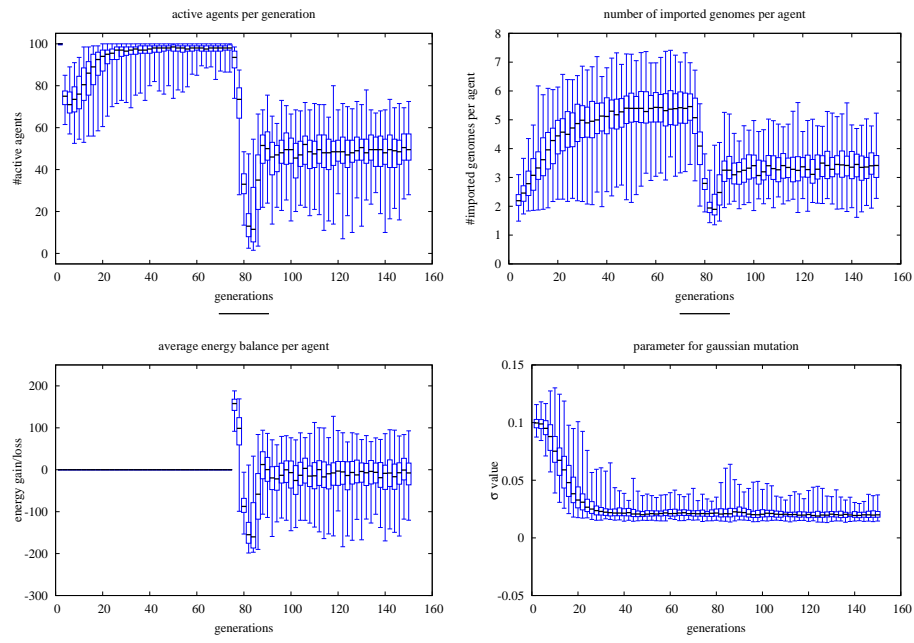 active agents per generation
#active agents
100
80
60
40
20
0
0 20 40 60 80 100 120 140 160
generations
number of imported genomes per agent
#imported genomes per agent
8
7
6
5
4
3
2
1
0
0 20 40 60 80 100 120 140 160
generations
average energy balance per agent
energy gain/loss
200
100
0
-100
-200
-300
0 20 40 60 80 100 120 140 160
generations
parameter for gaussian mutation
σ value
0.15
0.1
0.05
0
-0.05
0 20 40 60 80 100 120 140 160
generations